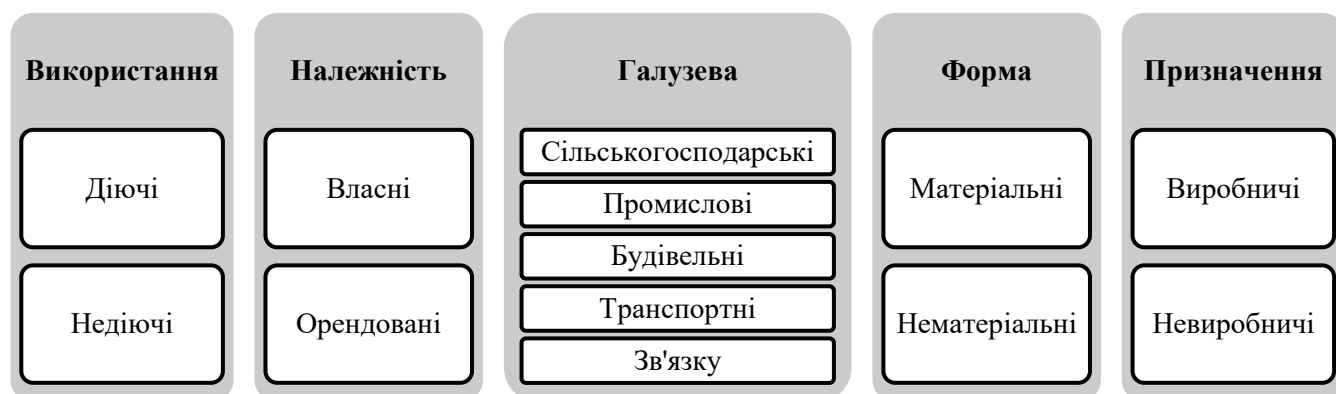 Використання
Діючі
Недіючі
Належність
Власні
Орендовані
Галузева
Сільськогосподарські
Промислові
Будівельні
Транспортні
Зв'язку
Форма
Матеріальні
Нематеріальні
Призначення
Виробничі
Невиробничі